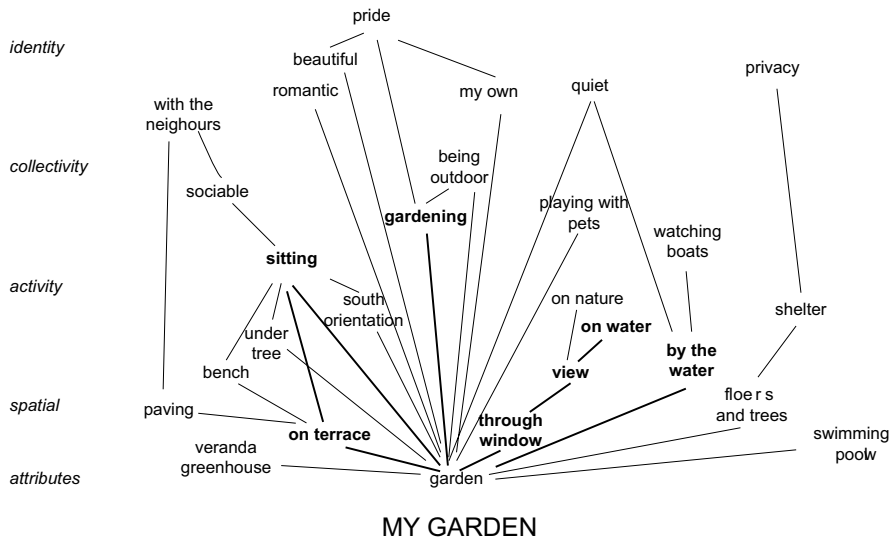 pride
identity
beautiful
privacy
romantic
my own
quiet
with the
neighours
collectivity
being
outdoor
sociable
playing with
pets
gardening
watching
boats
sitting
activity
south
orientation
on nature
shelter
under
tree
on water
by the
water
bench
view
floe r s
and trees
spatial
paving
on terrace
through
window
swimming
poolw
veranda
greenhouse
attributes
garden
MY GARDEN